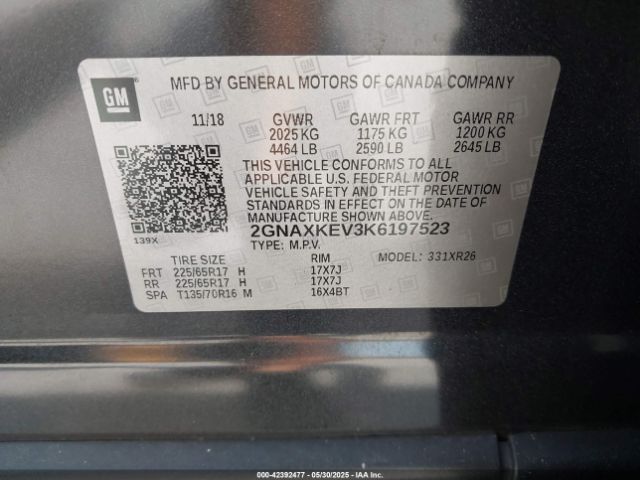 GM
MFD BY GENERAL MOTORS OF CANADA COMPANY
11/18 GVWR GAWR FRT GAWR RR
2025 KG 1175 KG 1200 KG
4464 LB 2590 LB 2645 LB
THIS VEHICLE CONFORMS TO ALL
APPLICABLE U.S. FEDERAL MOTOR
VEHICLE SAFETY AND THEFT PREVENTION
STANDARDS IN EFFECT ON THE DATE
OF MANUFACTURE SHOWN ABOVE.
139X 2GNAXKEV3K6197523
TYPE: M.P.V. MODEL: 331XR26
TIRE SIZE RIM
FRT 225/65R17 H 17X7J
RR 225/65R17 H 17X7J
SPA T135/70R16 M 16X4BT
000-42392477 — 05/30/2025 — IAA Inc.